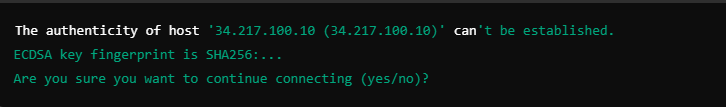 The authenticity of host '34.217.100.10 (34.217.100.10)' can't be established.
ECDSA key fingerprint is SHA256:...
Are you sure you want to continue connecting (yes/no)?